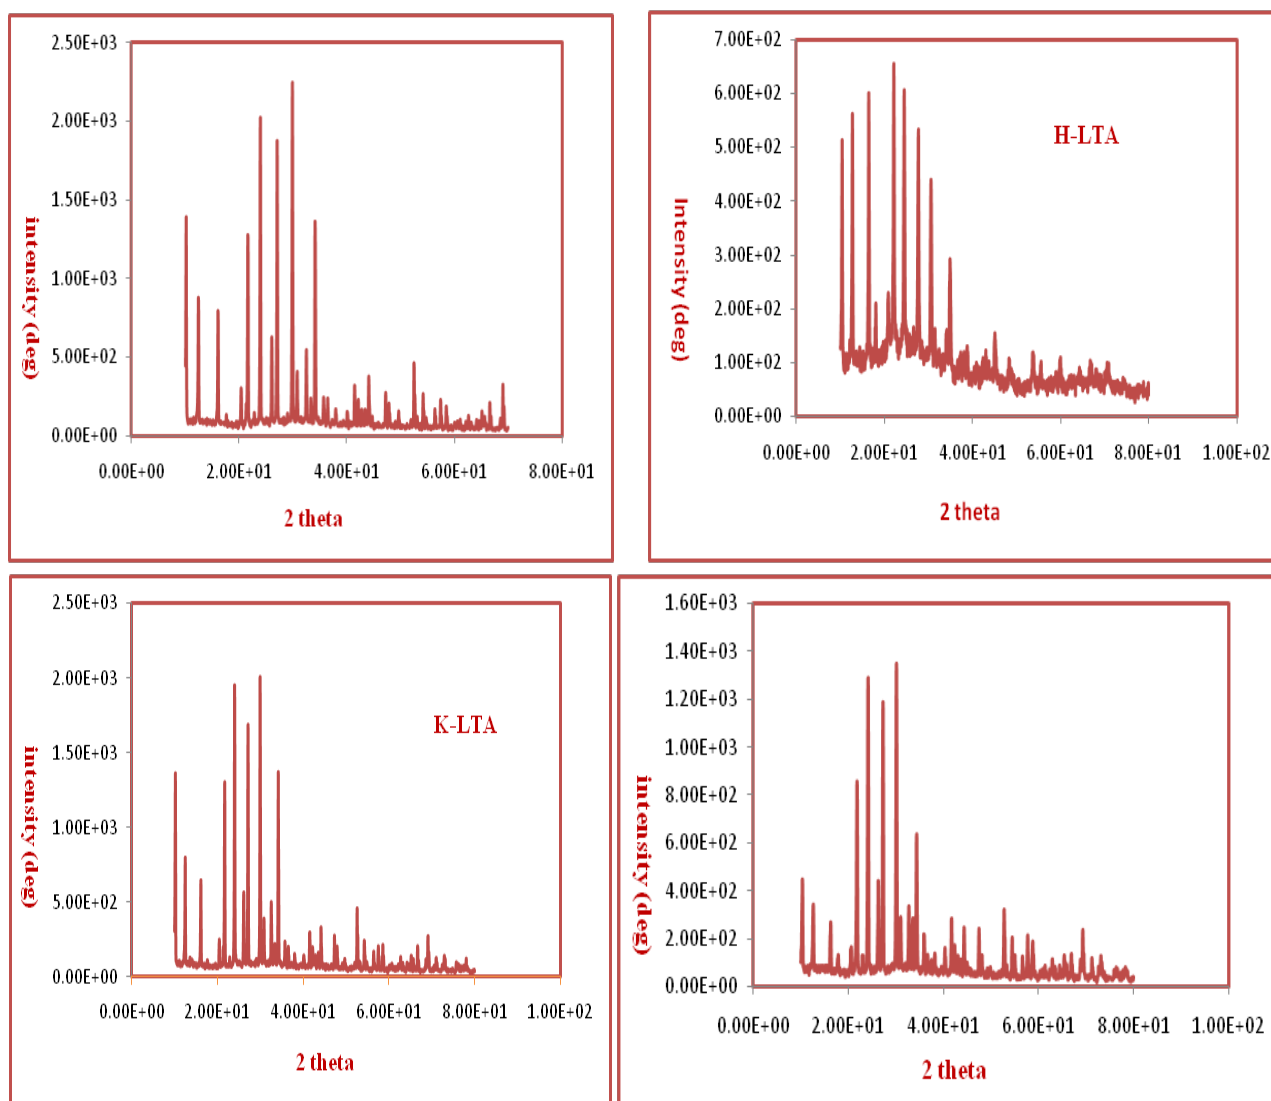 2.50E+03
2.00E+03
1.50E+03
1.00E+03
5.00E+02
0.00E+00
0.00E+00 2.00E+01 4.00E+01 6.00E+01 8.00E+01
intensity (deg)
2 theta
7.00E+02
6.00E+02
5.00E+02
4.00E+02
3.00E+02
2.00E+02
1.00E+02
0.00E+00
0.00E+00 2.00E+01 4.00E+01 6.00E+01 8.00E+01 1.00E+02
Intensity (deg)
H-LTA
2 theta
2.50E+03
2.00E+03
1.50E+03
1.00E+03
5.00E+02
0.00E+00
0.00E+00 2.00E+01 4.00E+01 6.00E+01 8.00E+01 1.00E+02
intensity (deg)
K-LTA
2 theta
1.60E+03
1.40E+03
1.20E+03
1.00E+03
8.00E+02
6.00E+02
4.00E+02
2.00E+02
0.00E+00
0.00E+00 2.00E+01 4.00E+01 6.00E+01 8.00E+01 1.00E+02
intensity (deg)
2 theta